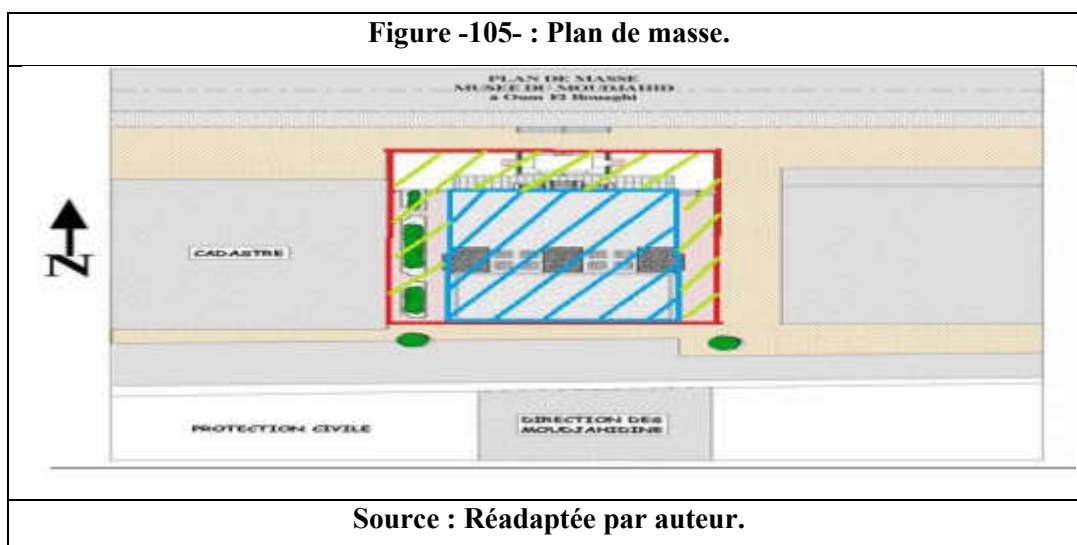 Figure -105- : Plan de masse.
PLAN DE MASSE
MUSEE DU MOUDJAHID
à Oum El Bouaghi
N
CADASTRE
PROTECTION CIVILE
DIRECTION DES
MOUDJAHIDINE
Source : Réadaptée par auteur.